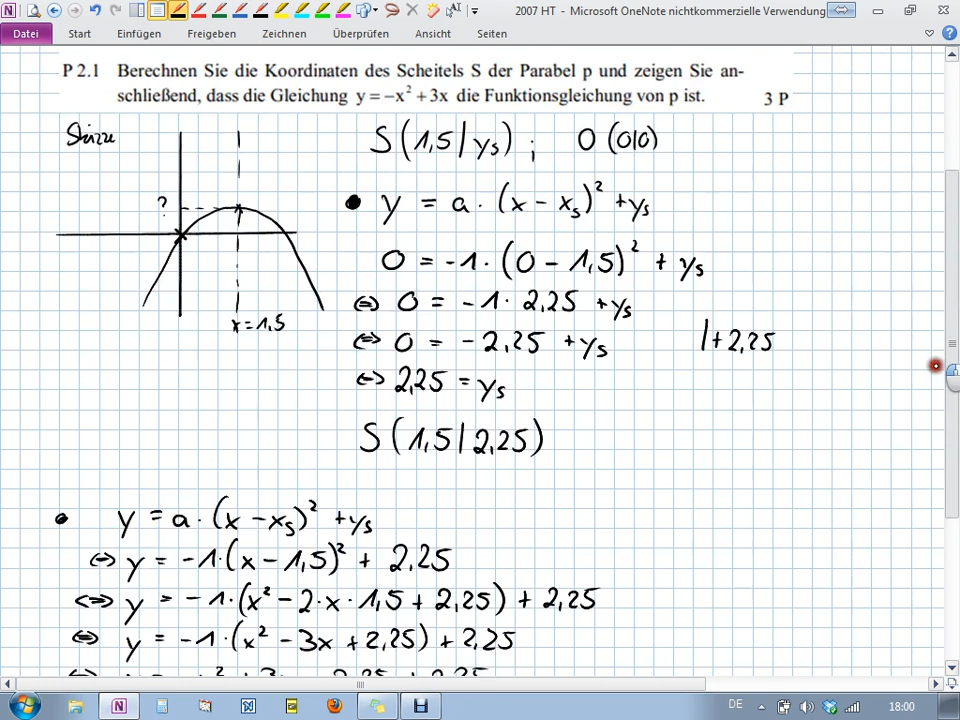 2007 HT - Microsoft OneNote nichtkommerzielle Verwendung
Datei Start Einfügen Freigeben Zeichnen Überprüfen Ansicht Seiten
P 2.1 Berechnen Sie die Koordinaten des Scheitels S der Parabel p und zeigen Sie an-
schließend, dass die Gleichung y = −x² + 3x die Funktionsgleichung von p ist. 3 P
Skizze
?
x = 1,5
S (1,5 | ys) ; O (0|0)
• y = a · (x − xs)² + ys
0 = −1 · (0 − 1,5)² + ys
⇔ 0 = −1 · 2,25 + ys
⇔ 0 = −2,25 + ys | + 2,25
⇔ 2,25 = ys
S (1,5 | 2,25)
• y = a · (x − xs)² + ys
⇔ y = −1 · (x − 1,5)² + 2,25
⇔ y = −1 · (x² − 2 · x · 1,5 + 2,25) + 2,25
⇔ y = −1 · (x² − 3x + 2,25) + 2,25
DE 18:00